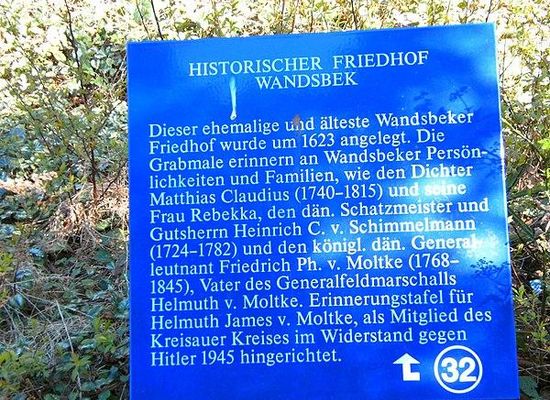 HISTORISCHER FRIEDHOF
WANDSBEK
Dieser ehemalige und älteste Wandsbeker
Friedhof wurde um 1623 angelegt. Die
Grabmale erinnern an Wandsbeker Persön-
lichkeiten und Familien, wie den Dichter
Matthias Claudius (1740–1815) und seine
Frau Rebekka, den dän. Schatzmeister und
Gutsherrn Heinrich C. v. Schimmelmann
(1724–1782) und den königl. dän. General-
leutnant Friedrich Ph. v. Moltke (1768–
1845), Vater des Generalfeldmarschalls
Helmuth v. Moltke. Erinnerungstafel für
Helmuth James v. Moltke, als Mitglied des
Kreisauer Kreises im Widerstand gegen
Hitler 1945 hingerichtet.
32